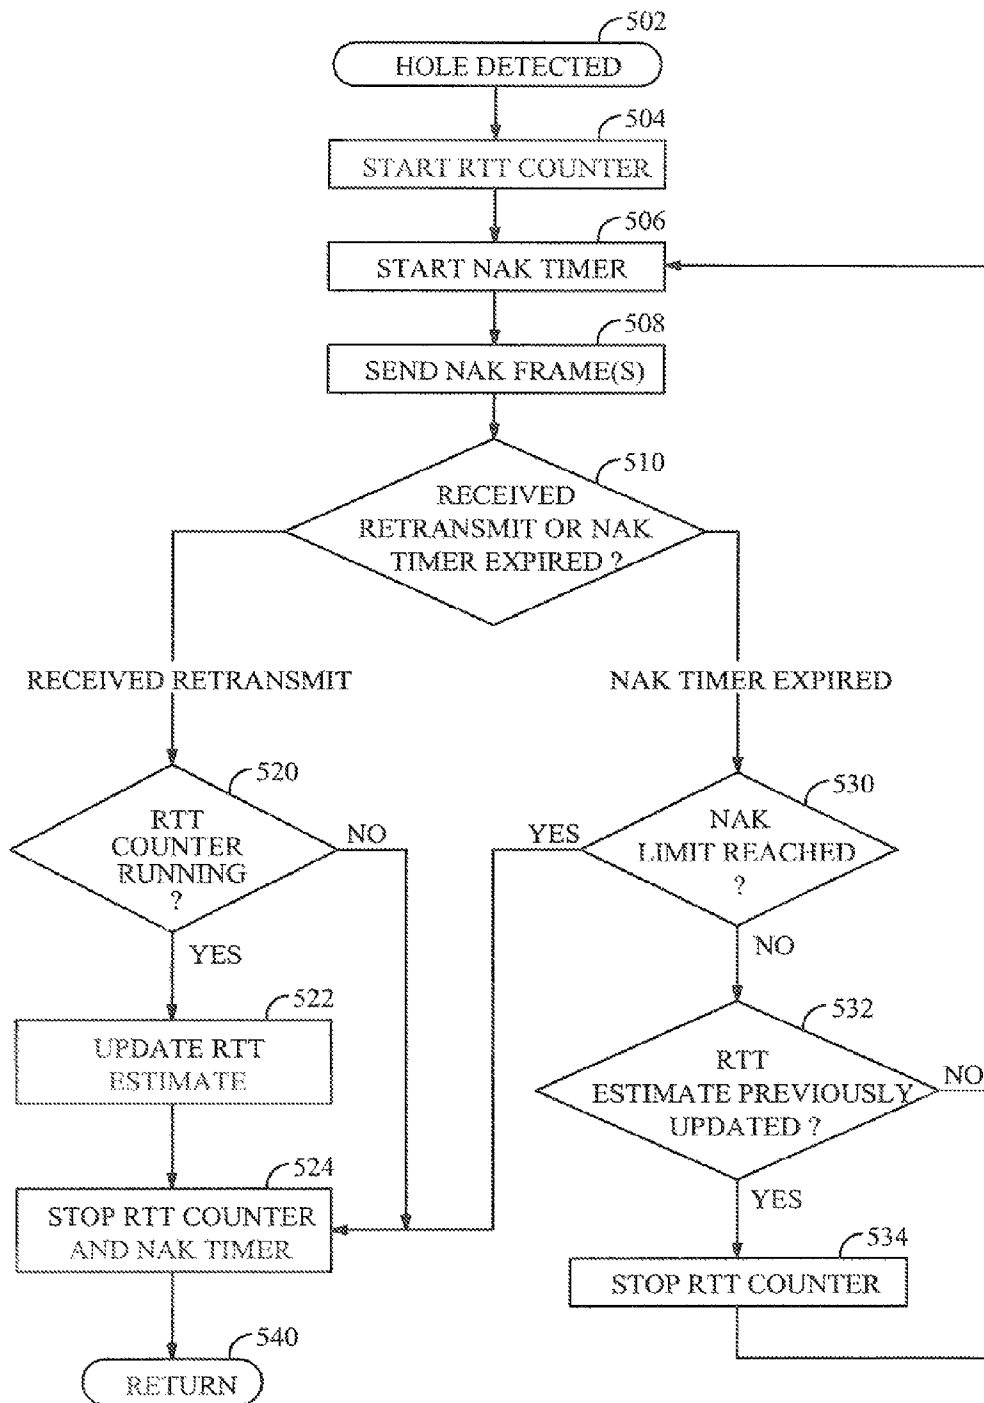 502
HOLE DETECTED
504
START RTT COUNTER
506
START NAK TIMER
508
SEND NAK FRAME(S)
510
RECEIVED
RETRANSMIT OR NAK
TIMER EXPIRED ?
RECEIVED RETRANSMIT
NAK TIMER EXPIRED
520
RTT
COUNTER
RUNNING
?
NO
YES
530
NAK
LIMIT REACHED
?
YES
NO
522
UPDATE RTT
ESTIMATE
532
RTT
ESTIMATE PREVIOUSLY
UPDATED ?
NO
YES
524
STOP RTT COUNTER
AND NAK TIMER
534
STOP RTT COUNTER
540
RETURN